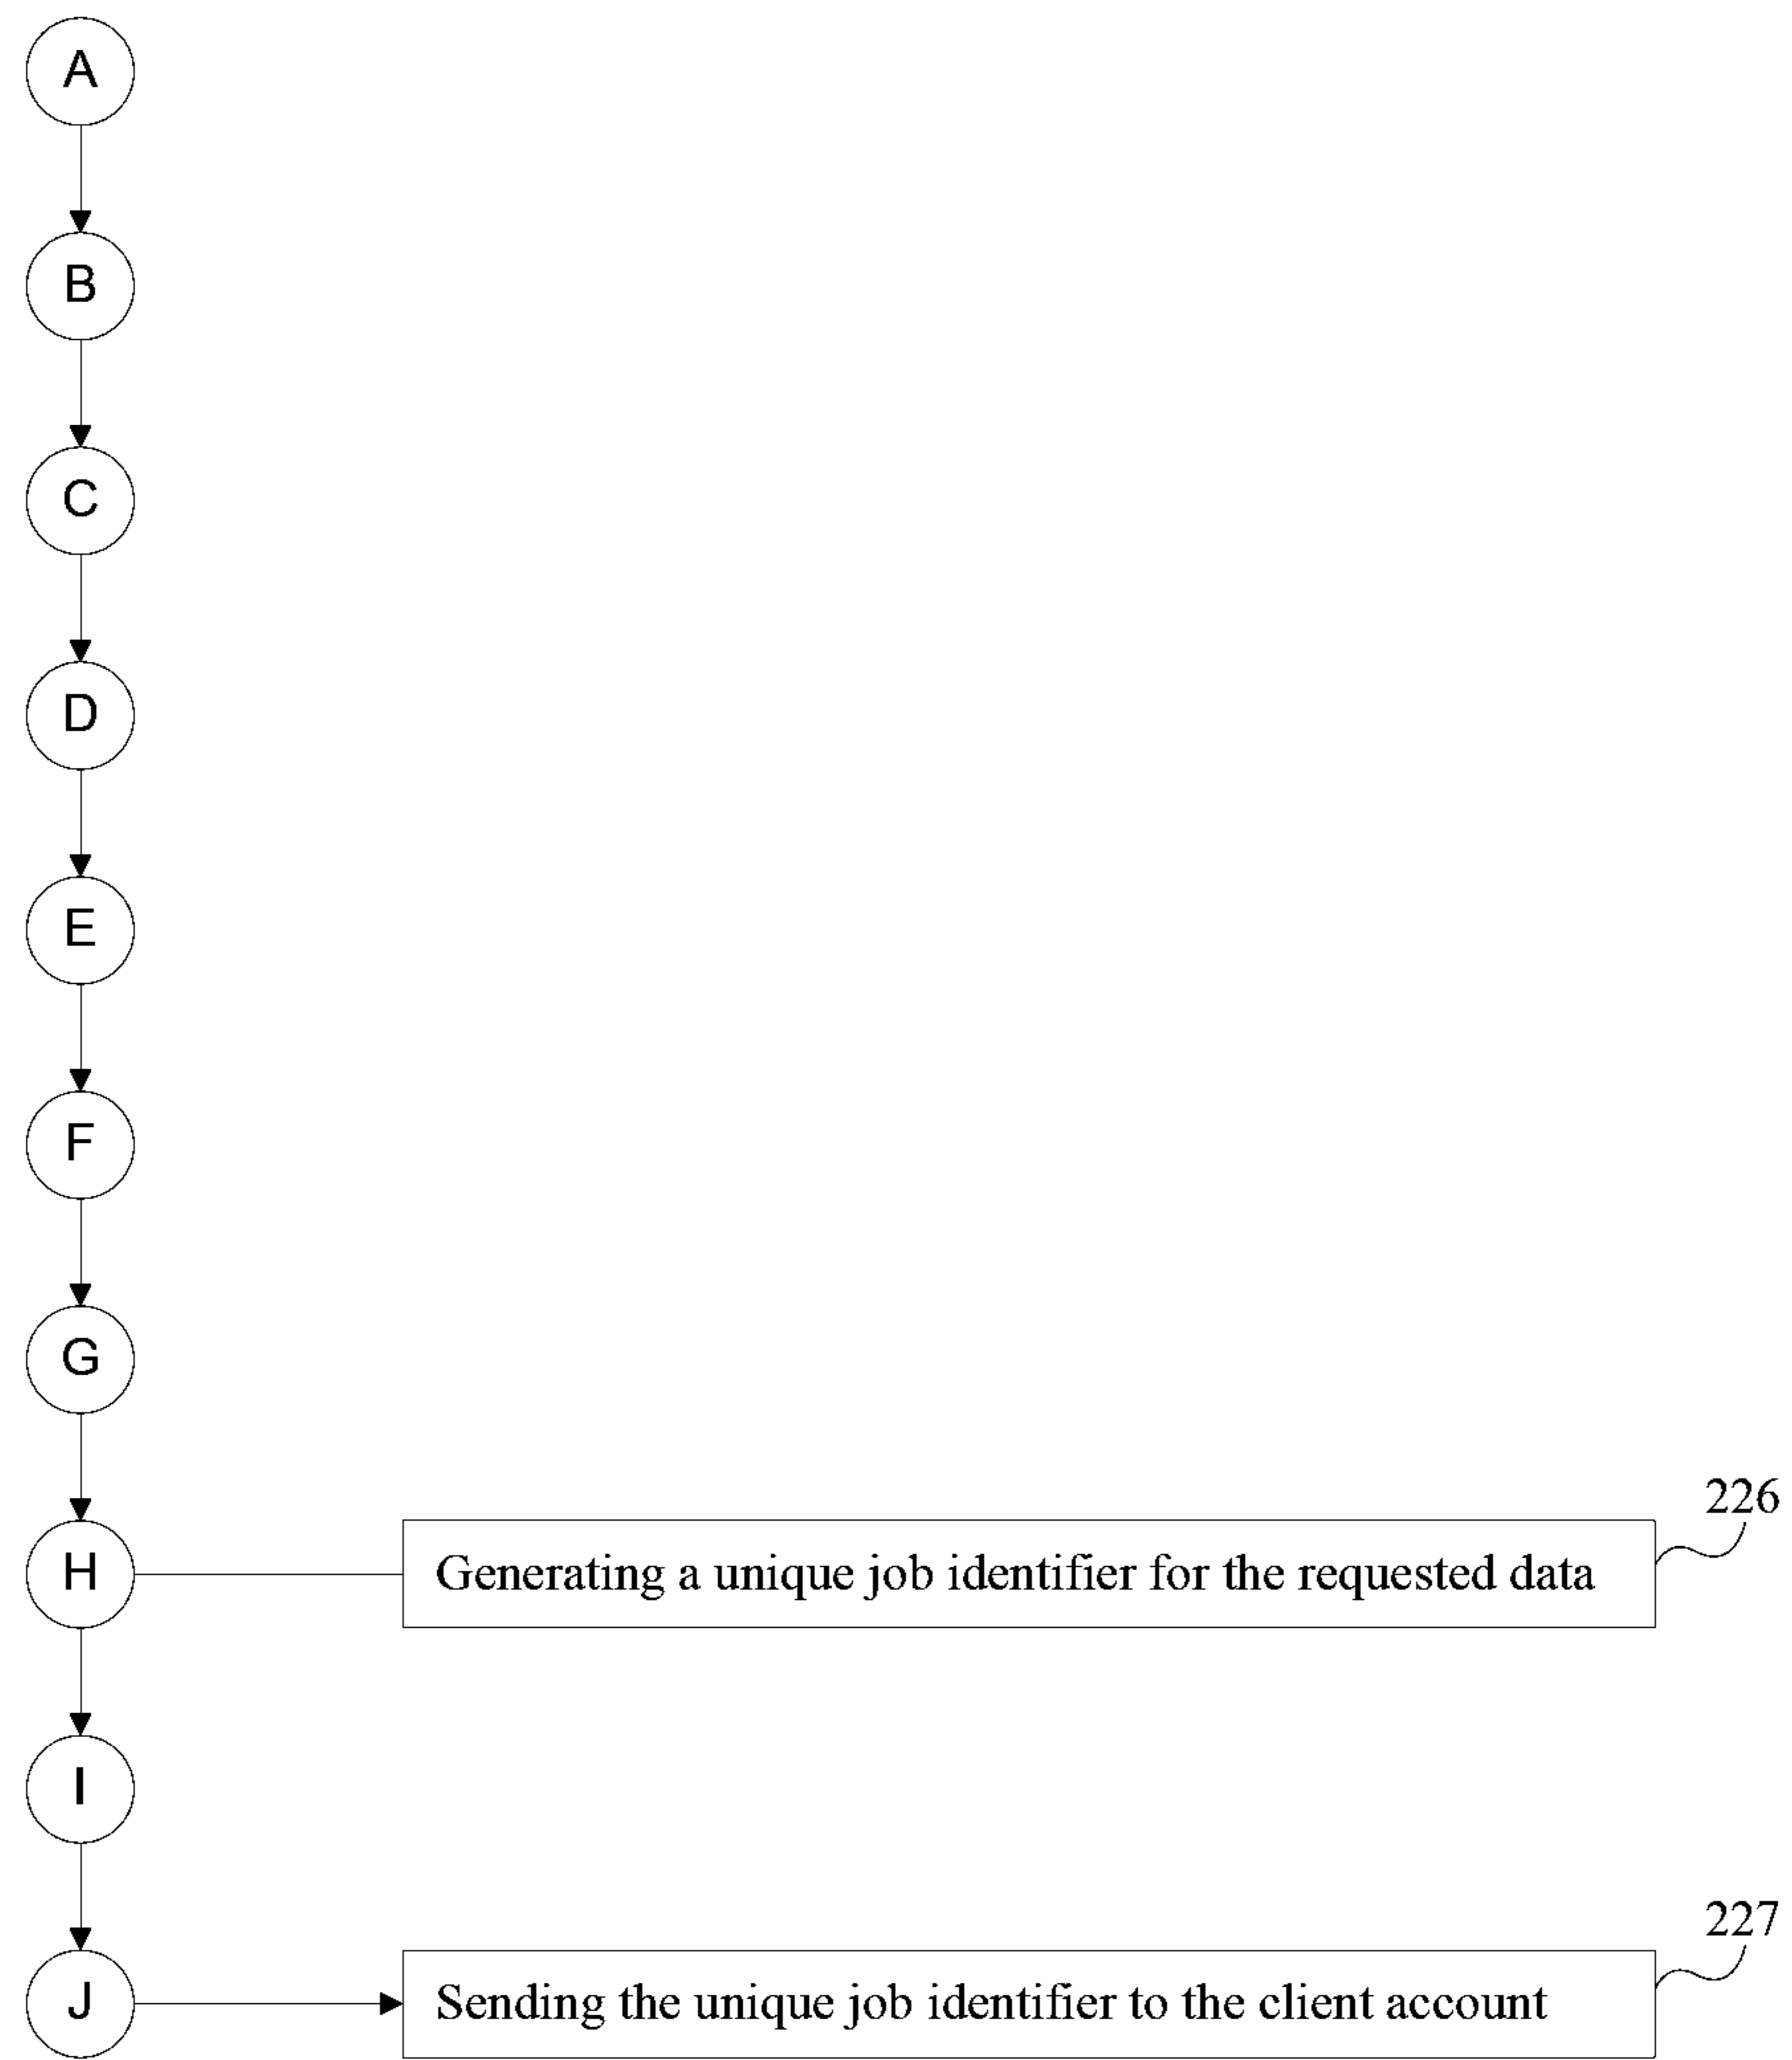 A
B
C
D
E
F
G
226
H
Generating a unique job identifier for the requested data
I
227
J
Sending the unique job identifier to the client account